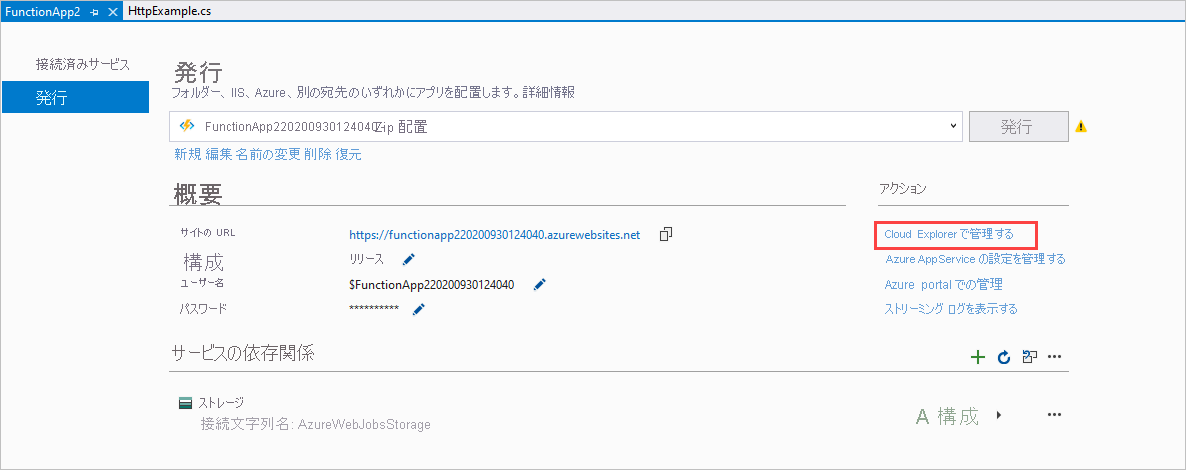 FunctionApp2 HttpExample.cs
接続済みサービス
発行
発行
フォルダー、IIS、Azure、別の宛先のいずれかにアプリを配置します。詳細情報
FunctionApp220200930124040Zip 配置
発行
新規 編集 名前の変更 削除 復元
概要
アクション
サイトの URL https://functionapp220200930124040.azurewebsites.net
Cloud Explorer で管理する
構成 リリース
Azure AppService の設定を管理する
ユーザー名 $FunctionApp220200930124040
Azure portal での管理
パスワード **********
ストリーミング ログを表示する
サービスの依存関係
ストレージ
接続文字列名: AzureWebJobsStorage
A 構成